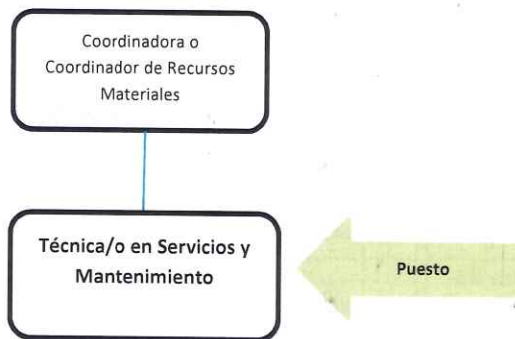 Coordinadora o
Coordinador de Recursos
Materiales
Técnica/o en Servicios y
Mantenimiento
Puesto